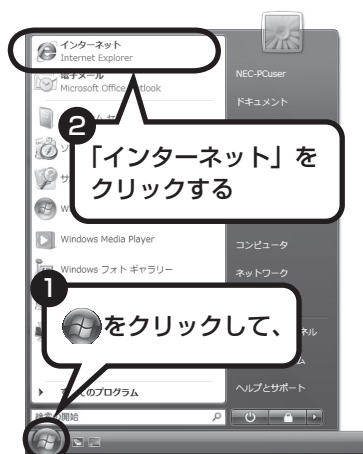 インターネット
Internet Explorer
電子メール
Microsoft Office Outlook
NEC-PCuser
ドキュメント
2
「インターネット」を
クリックする
Windows Media Player
コンピュータ
Windows フォト ギャラリー
ネットワーク
1
をクリックして、
ヘルプとサポート
すべてのプログラム
検索の開始